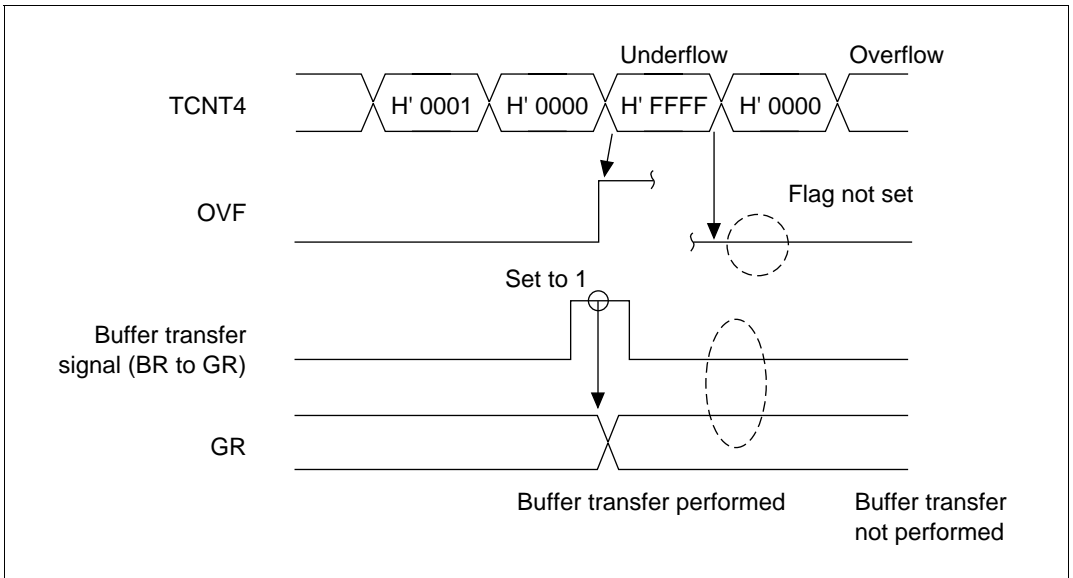 Underflow Overflow
TCNT4 H' 0001 H' 0000 H' FFFF H' 0000
Flag not set
OVF
Set to 1
Buffer transfer
signal (BR to GR)
GR
Buffer transfer performed
Buffer transfer
not performed